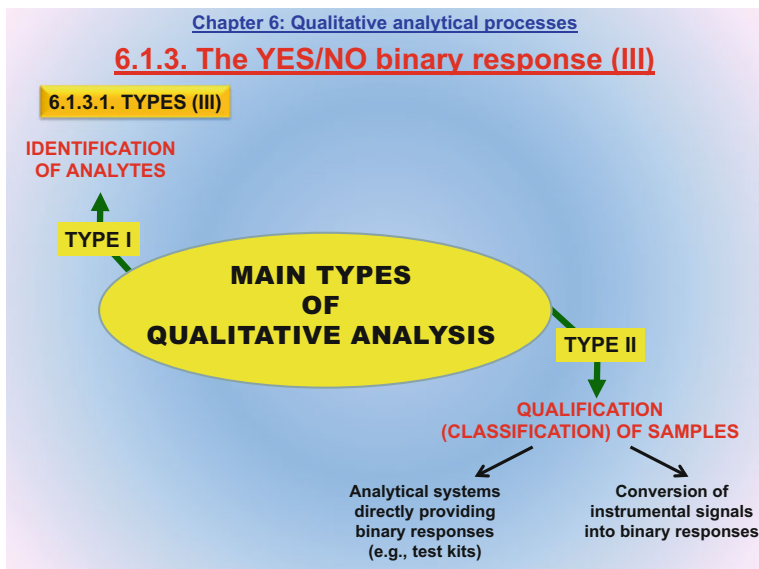 Chapter 6: Qualitative analytical processes
6.1.3. The YES/NO binary response (III)
6.1.3.1. TYPES (III)
IDENTIFICATION
OF ANALYTES
TYPE I
MAIN TYPES
OF
QUALITATIVE ANALYSIS
TYPE II
QUALIFICATION
(CLASSIFICATION) OF SAMPLES
Analytical systems
directly providing
binary responses
(e.g., test kits)
Conversion of
instrumental signals
into binary responses